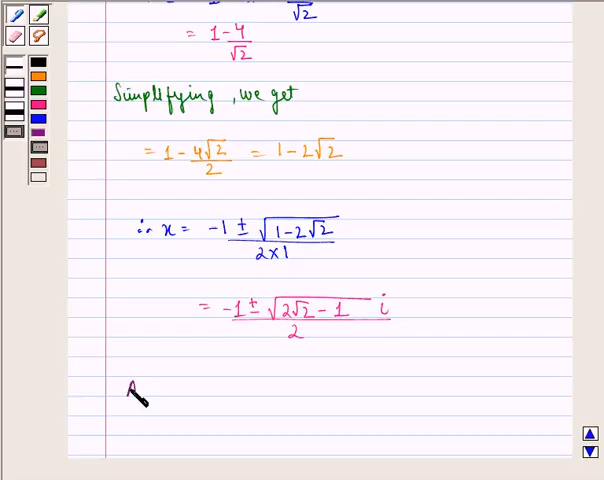 √2
= 1 - 4/√2
Simplifying, we get
= 1 - 4√2/2 = 1 - 2√2
∴ x = -1 ± √(1-2√2) / 2×1
= -1 ± √(2√2 - 1) i / 2
A